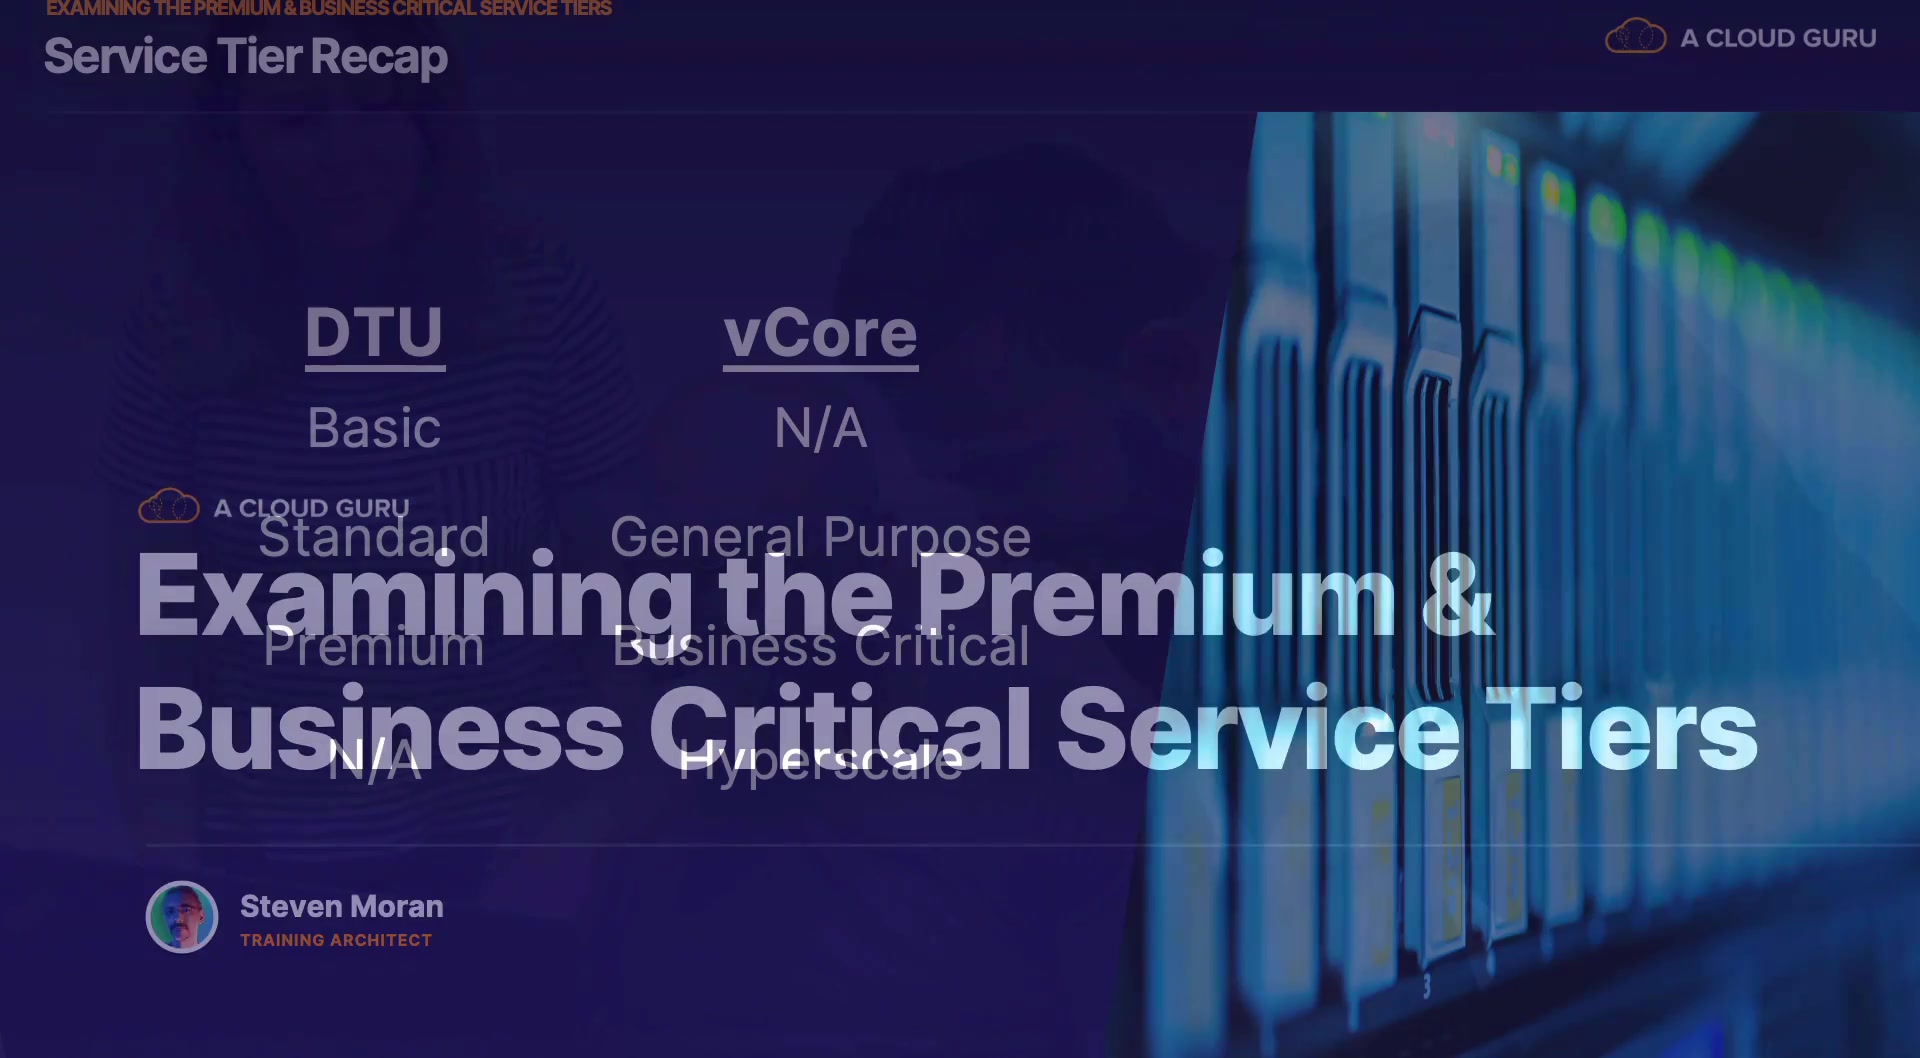 EXAMINING THE PREMIUM & BUSINESS CRITICAL SERVICE TIERS
Service Tier Recap
A CLOUD GURU
DTU vCore
Basic N/A
A CLOUD GURU
Standard General Purpose
Examining the Premium &
Premium Business Critical
Business Critical Service Tiers
N/A Hyperscale
Steven Moran
TRAINING ARCHITECT
3